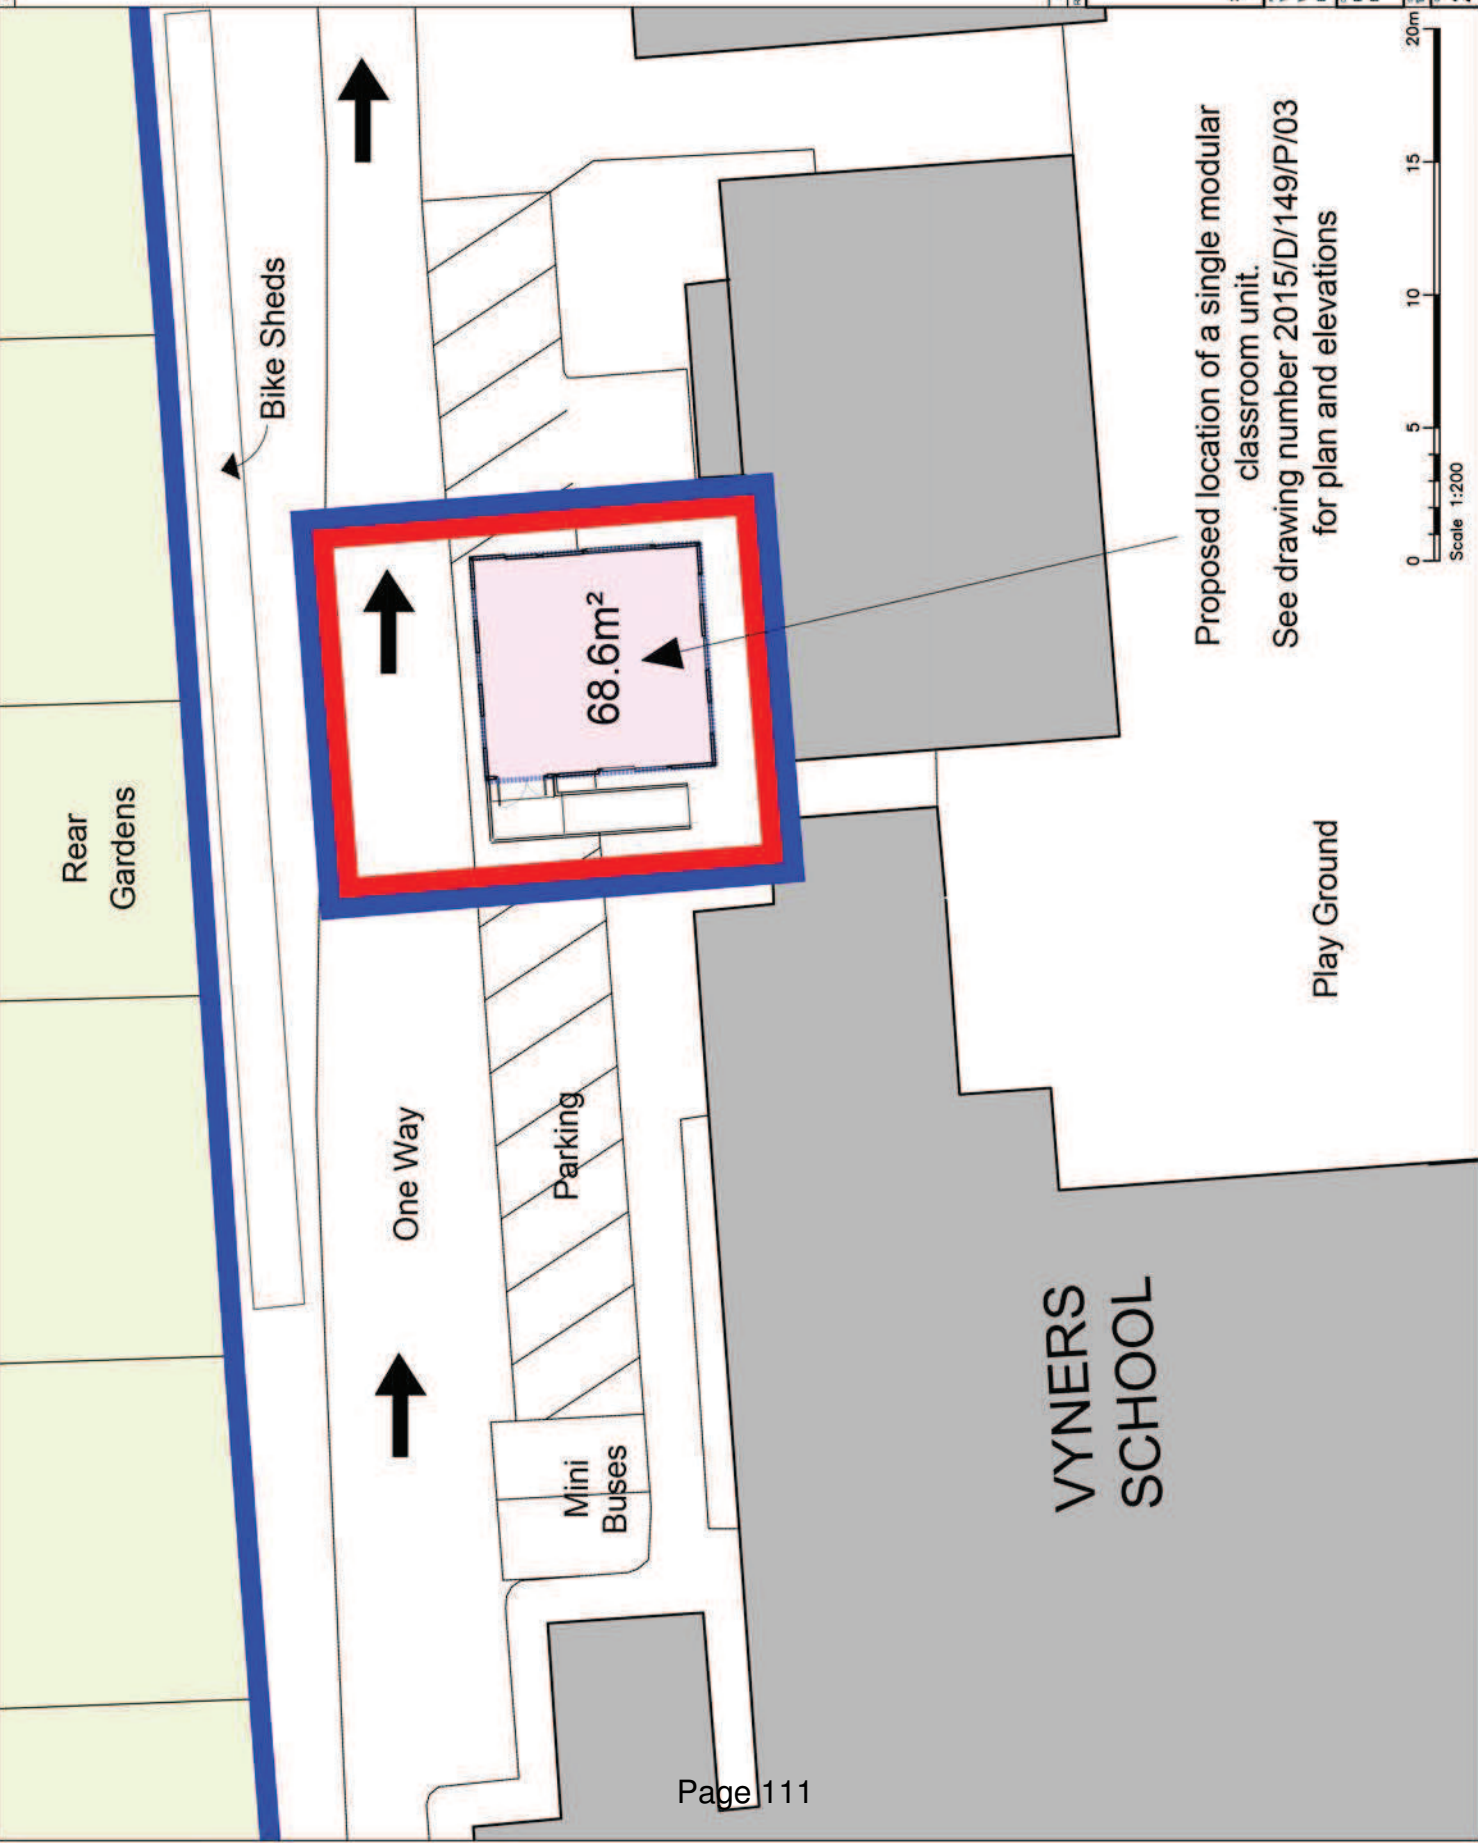 Rear
Gardens
Bike Sheds
One Way
Parking
Mini
Buses
68.6m²
VYNERS
SCHOOL
Play Ground
Proposed location of a single modular
classroom unit.
See drawing number 2015/D/149/P/03
for plan and elevations
0 5 10 15 20m
Scale 1:200
Page 111